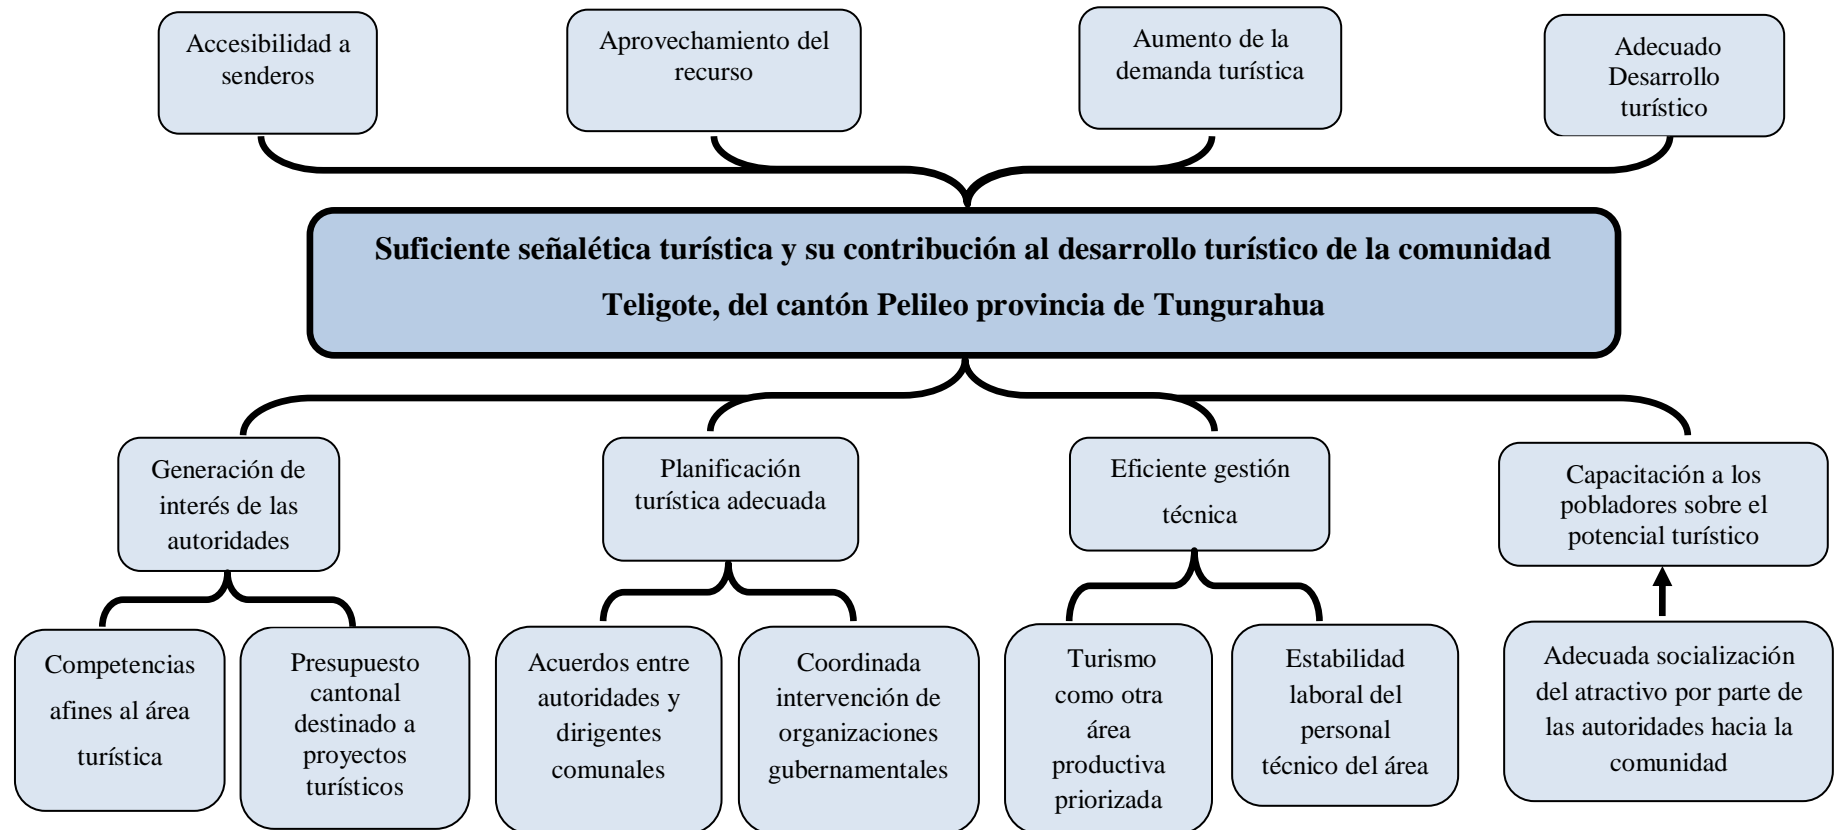 Accesibilidad a
senderos
Aprovechamiento del
recurso
Aumento de la
demanda turística
Adecuado
Desarrollo
turístico
Suficiente señalética turística y su contribución al desarrollo turístico de la comunidad
Teligote, del cantón Pelileo provincia de Tungurahua
Generación de
interés de las
autoridades
Planificación
turística adecuada
Eficiente gestión
técnica
Capacitación a los
pobladores sobre el
potencial turístico
Competencias
afines al área
turística
Presupuesto
cantonal
destinado a
proyectos
turísticos
Acuerdos entre
autoridades y
dirigentes
comunales
Coordinada
intervención de
organizaciones
gubernamentales
Turismo
como otra
área
productiva
priorizada
Estabilidad
laboral del
personal
técnico del área
Adecuada socialización
del atractivo por parte de
las autoridades hacia la
comunidad